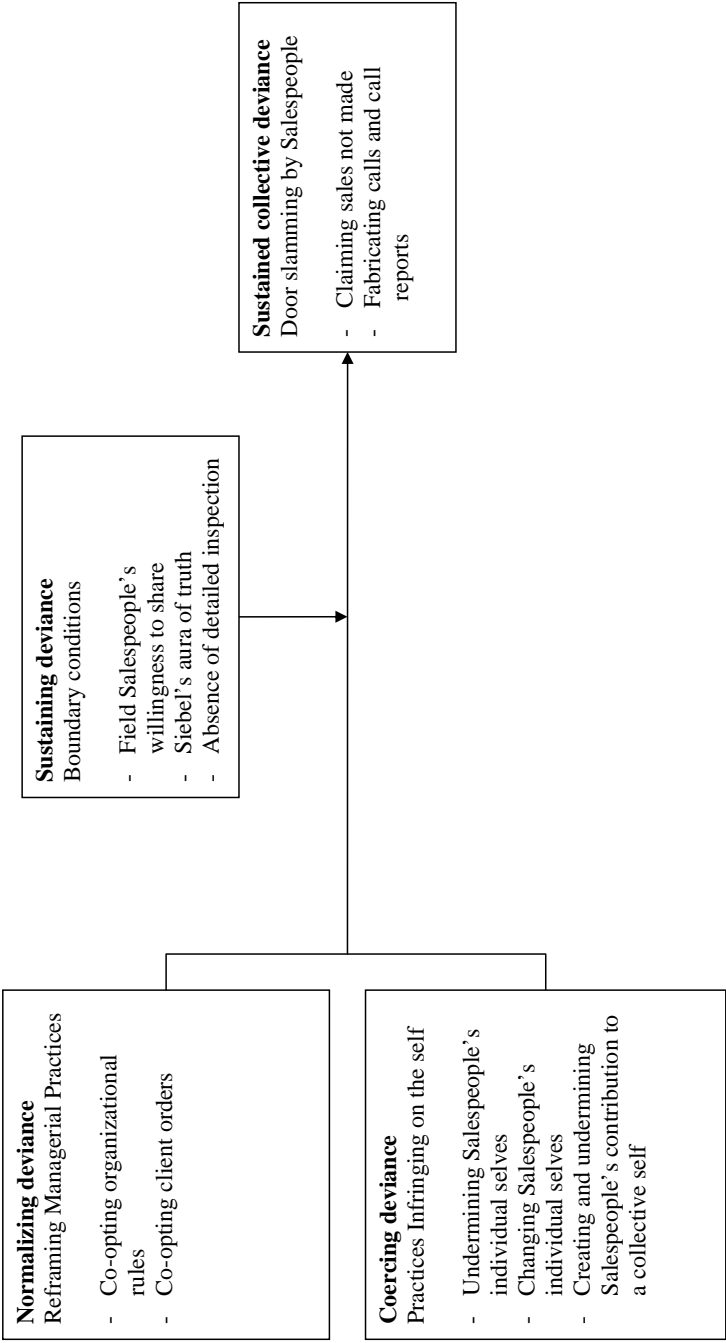 Normalizing deviance
Reframing Managerial Practices
- Co-opting organizational
rules
- Co-opting client orders
Coercing deviance
Practices Infringing on the self
- Undermining Salespeople's
individual selves
- Changing Salespeople's
individual selves
- Creating and undermining
Salespeople's contribution to
a collective self
Sustaining deviance
Boundary conditions
- Field Salespeople's
willingness to share
- Siebel's aura of truth
- Absence of detailed inspection
Sustained collective deviance
Door slamming by Salespeople
- Claiming sales not made
- Fabricating calls and call
reports